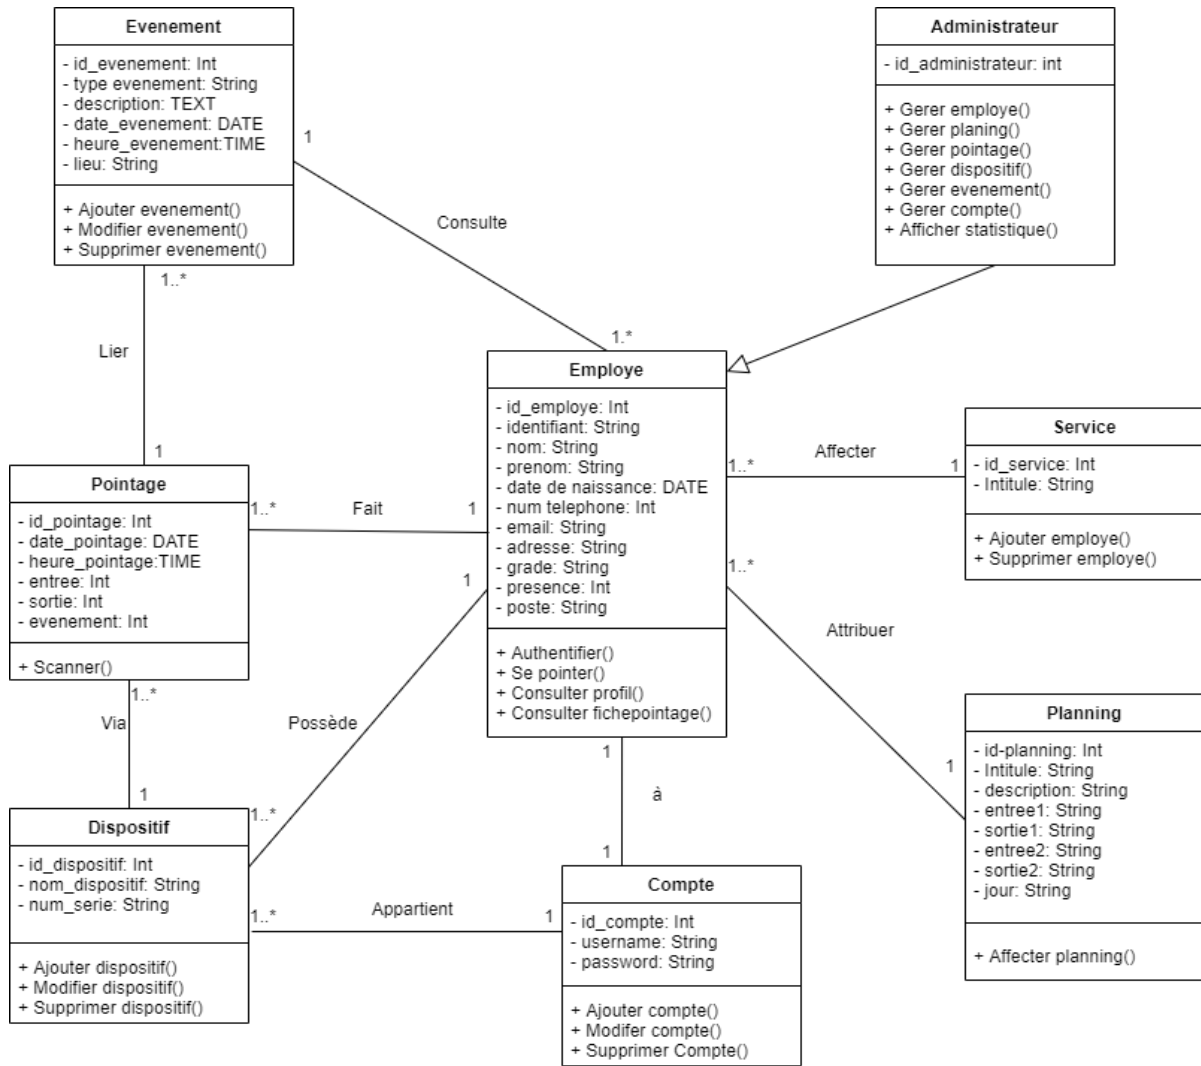 Evenement
- id_evenement: Int
- type evenement: String
- description: TEXT
- date_evenement: DATE
- heure_evenement:TIME
- lieu: String
+ Ajouter evenement()
+ Modifier evenement()
+ Supprimer evenement()
Administrateur
- id_administrateur: int
+ Gerer employe()
+ Gerer planing()
+ Gerer pointage()
+ Gerer dispositif()
+ Gerer evenement()
+ Gerer compte()
+ Afficher statistique()
1
Consulte
1.*
1..*
Lier
1
Employe
- id_employe: Int
- identifiant: String
- nom: String
- prenom: String
- date de naissance: DATE
- num telephone: Int
- email: String
- adresse: String
- grade: String
- presence: Int
- poste: String
+ Authentifier()
+ Se pointer()
+ Consulter profil()
+ Consulter fichepointage()
Affecter
1..*
1
Service
- id_service: Int
- Intitule: String
+ Ajouter employe()
+ Supprimer employe()
Pointage
- id_pointage: Int
- date_pointage: DATE
- heure_pointage:TIME
- entree: Int
- sortie: Int
- evenement: Int
+ Scanner()
1..*
Fait
1
1
Possède
1..*
1..*
Attribuer
1
Planning
- id-planning: Int
- Intitule: String
- description: String
- entree1: String
- sortie1: String
- entree2: String
- sortie2: String
- jour: String
+ Affecter planning()
1..*
Via
1
Dispositif
- id_dispositif: Int
- nom_dispositif: String
- num_serie: String
+ Ajouter dispositif()
+ Modifier dispositif()
+ Supprimer dispositif()
1
à
1
1..*
Appartient
1
Compte
- id_compte: Int
- username: String
- password: String
+ Ajouter compte()
+ Modifer compte()
+ Supprimer Compte()